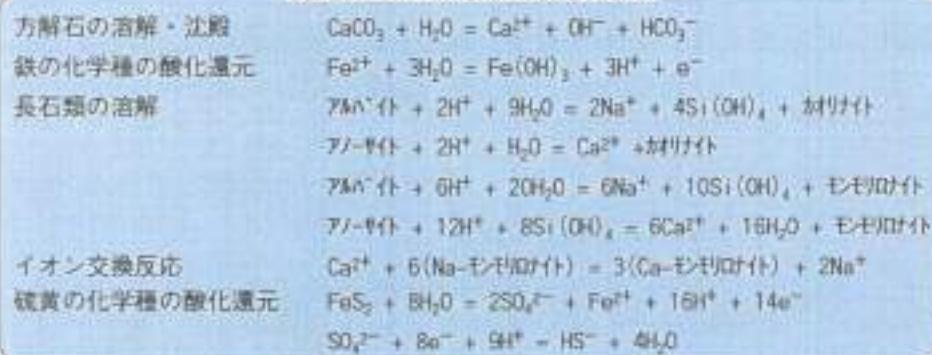 方解石の溶解・沈殿 CaCO₃ + H₂O = Ca²⁺ + OH⁻ + HCO₃⁻
鉄の化学種の酸化還元 Fe²⁺ + 3H₂O = Fe(OH)₃ + 3H⁺ + e⁻
長石類の溶解 ｱﾙﾊﾞｲﾄ + 2H⁺ + 9H₂O = 2Na⁺ + 4Si(OH)₄ + ｶｵﾘﾅｲﾄ
ｱﾉｰｻｲﾄ + 2H⁺ + H₂O = Ca²⁺ +ｶｵﾘﾅｲﾄ
ｱﾙﾊﾞｲﾄ + 6H⁺ + 20H₂O = 6Na⁺ + 10Si(OH)₄ + ﾓﾝﾓﾘﾛﾅｲﾄ
ｱﾉｰｻｲﾄ + 12H⁺ + 8Si(OH)₄ = 6Ca²⁺ + 16H₂O + ﾓﾝﾓﾘﾛﾅｲﾄ
イオン交換反応 Ca²⁺ + 6(Na-ﾓﾝﾓﾘﾛﾅｲﾄ) = 3(Ca-ﾓﾝﾓﾘﾛﾅｲﾄ) + 2Na⁺
硫黄の化学種の酸化還元 FeS₂ + 8H₂O = 2SO₄²⁻ + Fe²⁺ + 16H⁺ + 14e⁻
SO₄²⁻ + 8e⁻ + 9H⁺ = HS⁻ + 4H₂O